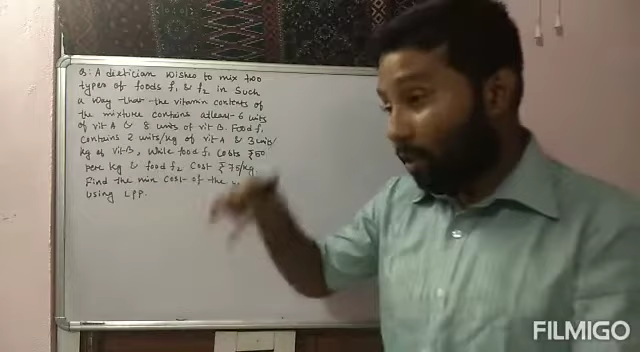 Q: A dietician wishes to mix two
types of foods f₁ & f₂ in such
a way that the vitamin contents of
the mixture contains atleast 6 units
of vit A & 8 units of vit B. Food f₁
contains 2 units/kg of vit A & 3 units/
kg of vit B, while food f₁ costs ₹50
per kg & food f₂ cost ₹75/kg
Find the min cost of the
using LPP.
FILMIGO